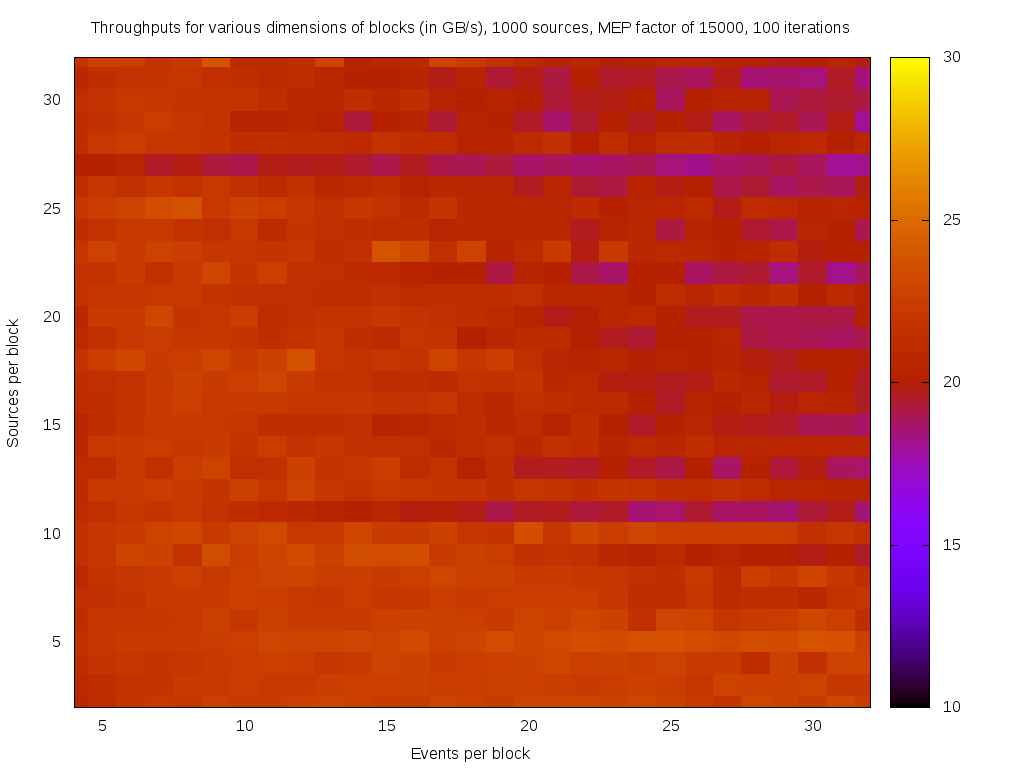 Throughputs for various dimensions of blocks (in GB/s), 1000 sources, MEP factor of 15000, 100 iterations
30
25
20
15
10
5
Sources per block
5 10 15 20 25 30
Events per block
30
25
20
15
10